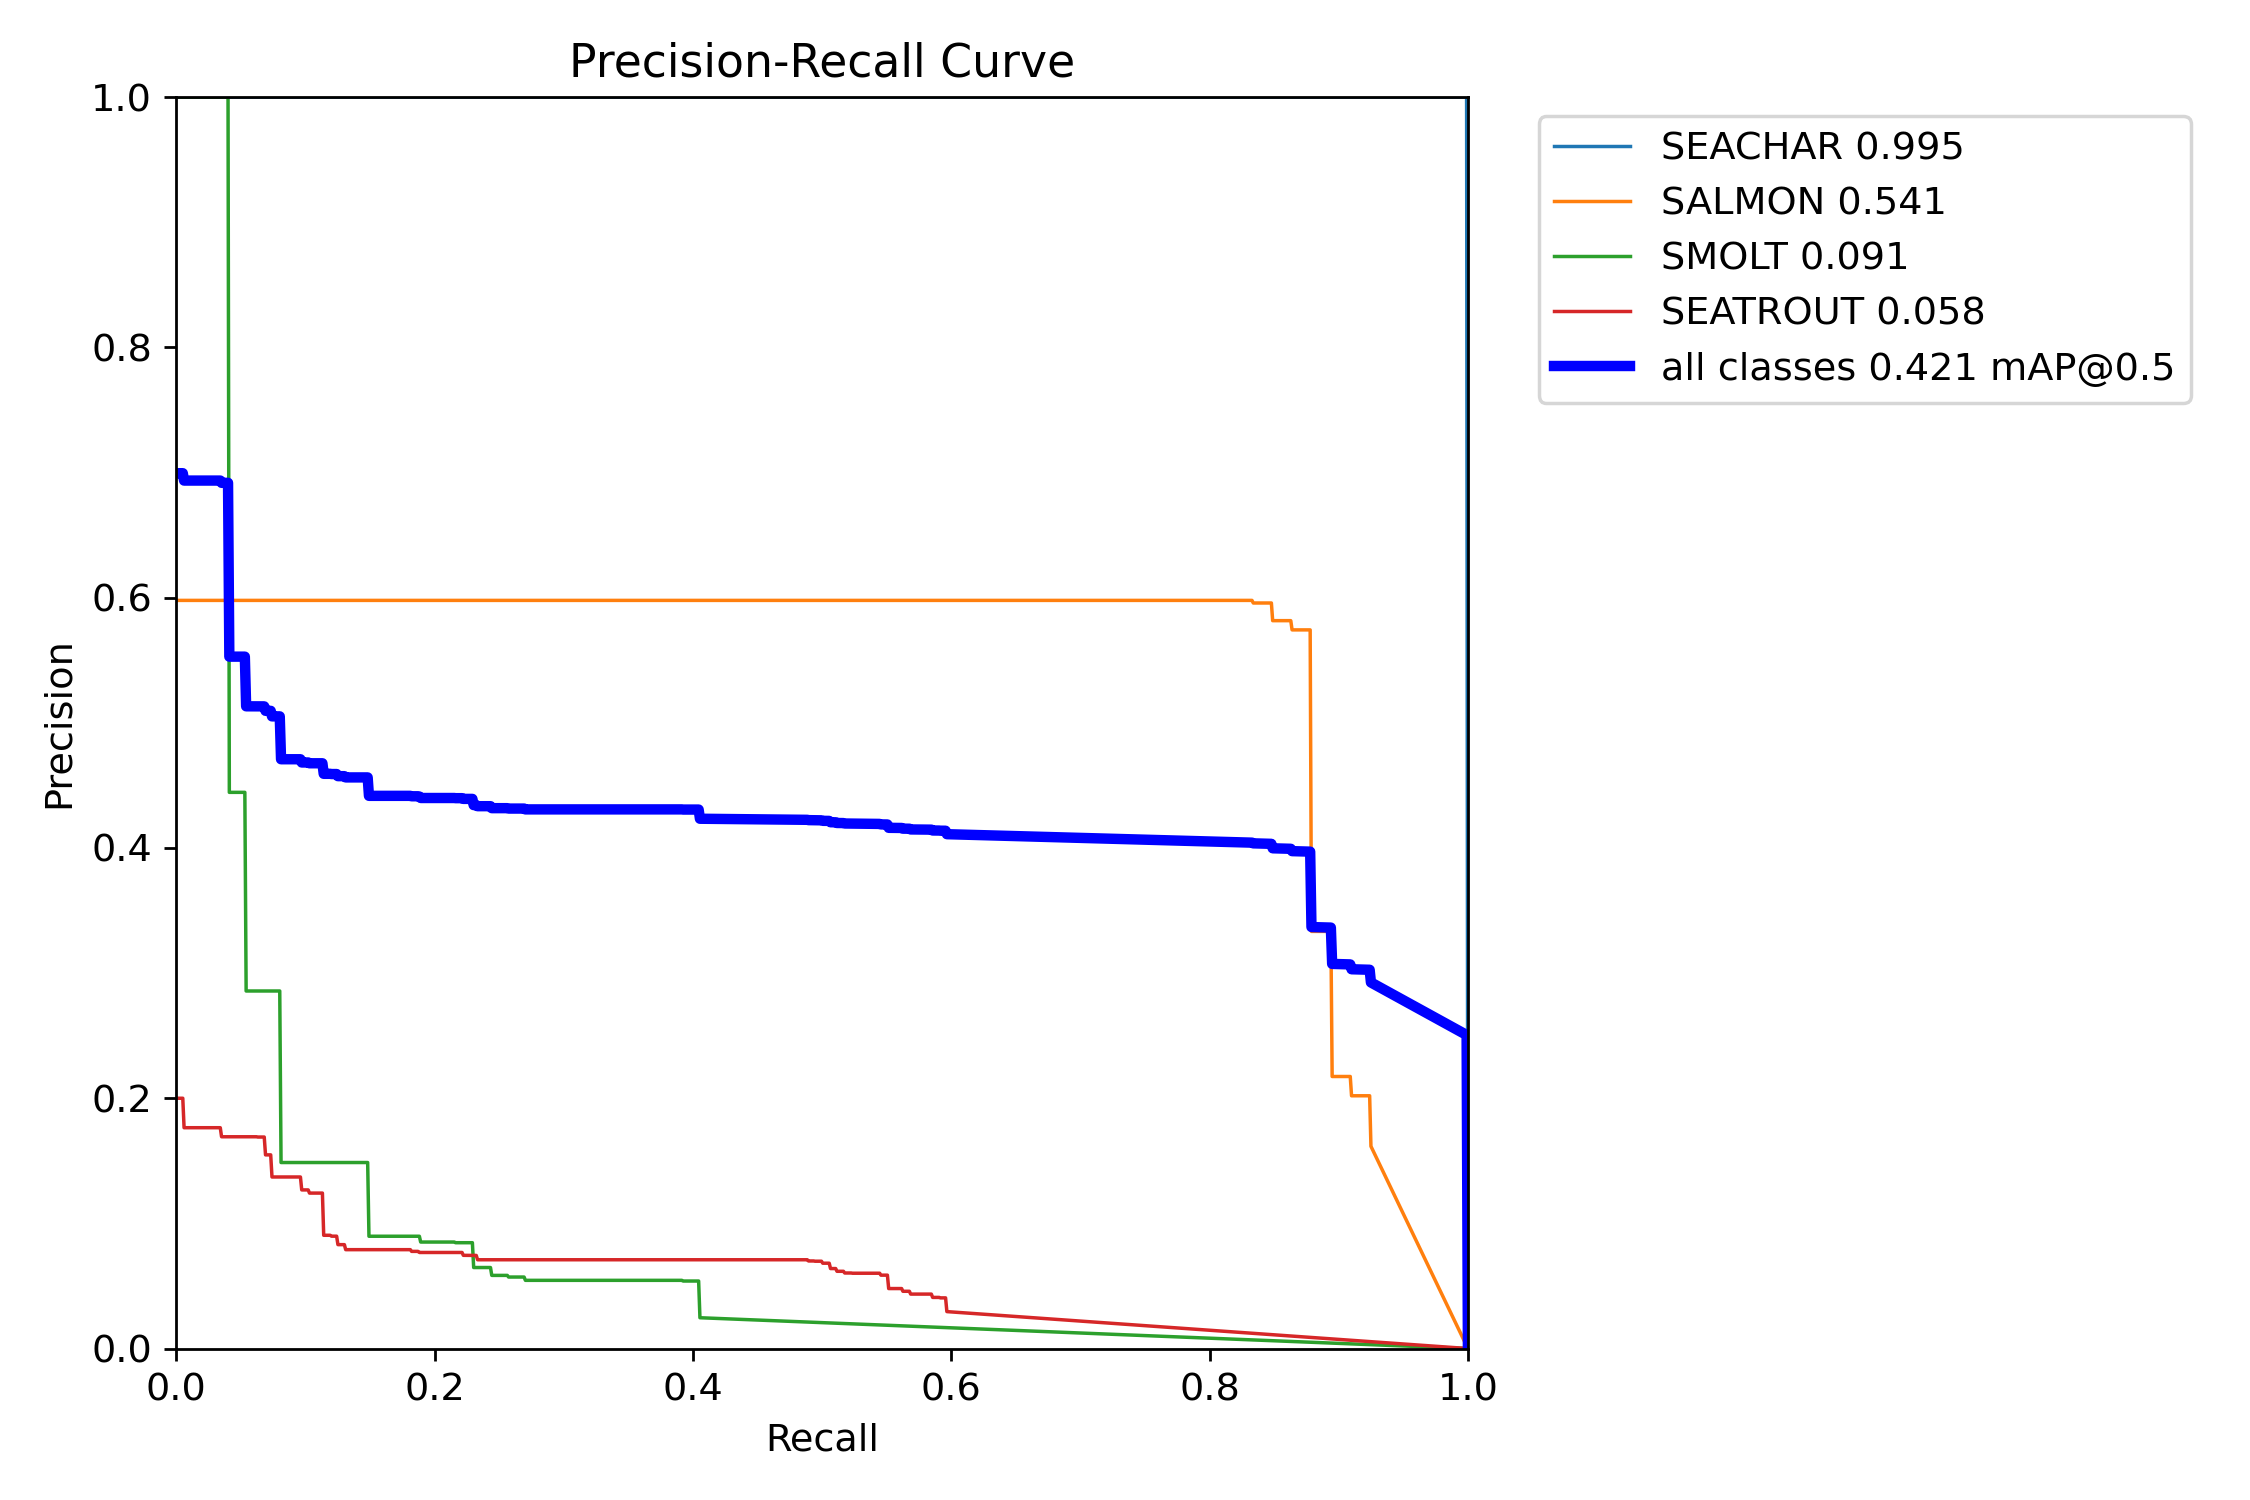 Precision-Recall Curve
1.0
0.8
0.6
0.4
0.2
0.0
Precision
0.0 0.2 0.4 0.6 0.8 1.0
Recall
SEACHAR 0.995
SALMON 0.541
SMOLT 0.091
SEATROUT 0.058
all classes 0.421 mAP@0.5